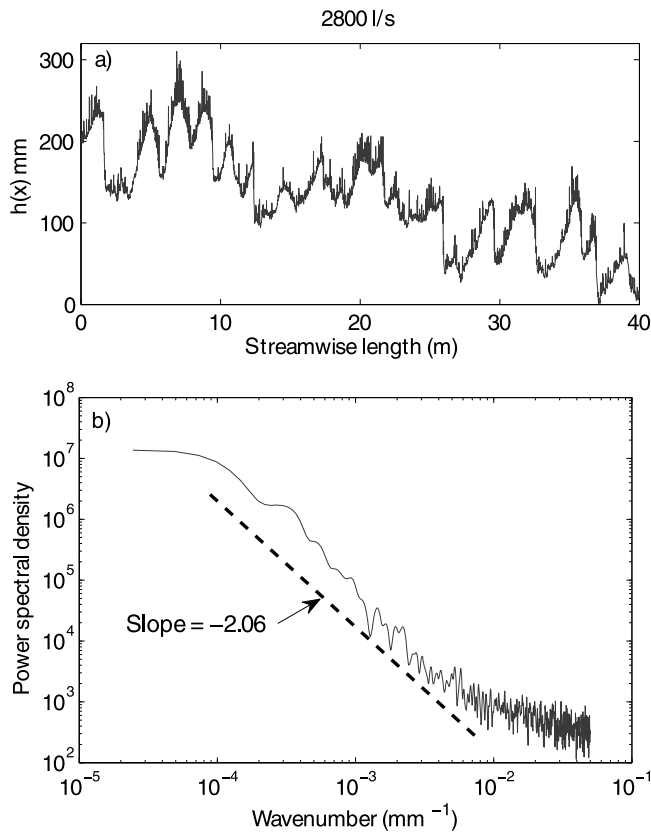 2800 l/s
a)
300
200
100
0
h(x) mm
0 10 20 30 40
Streamwise length (m)
b)
10^8
10^7
10^6
10^5
10^4
10^3
10^2
Power spectral density
Slope = −2.06
10^−5 10^−4 10^−3 10^−2 10^−1
Wavenumber (mm^−1)